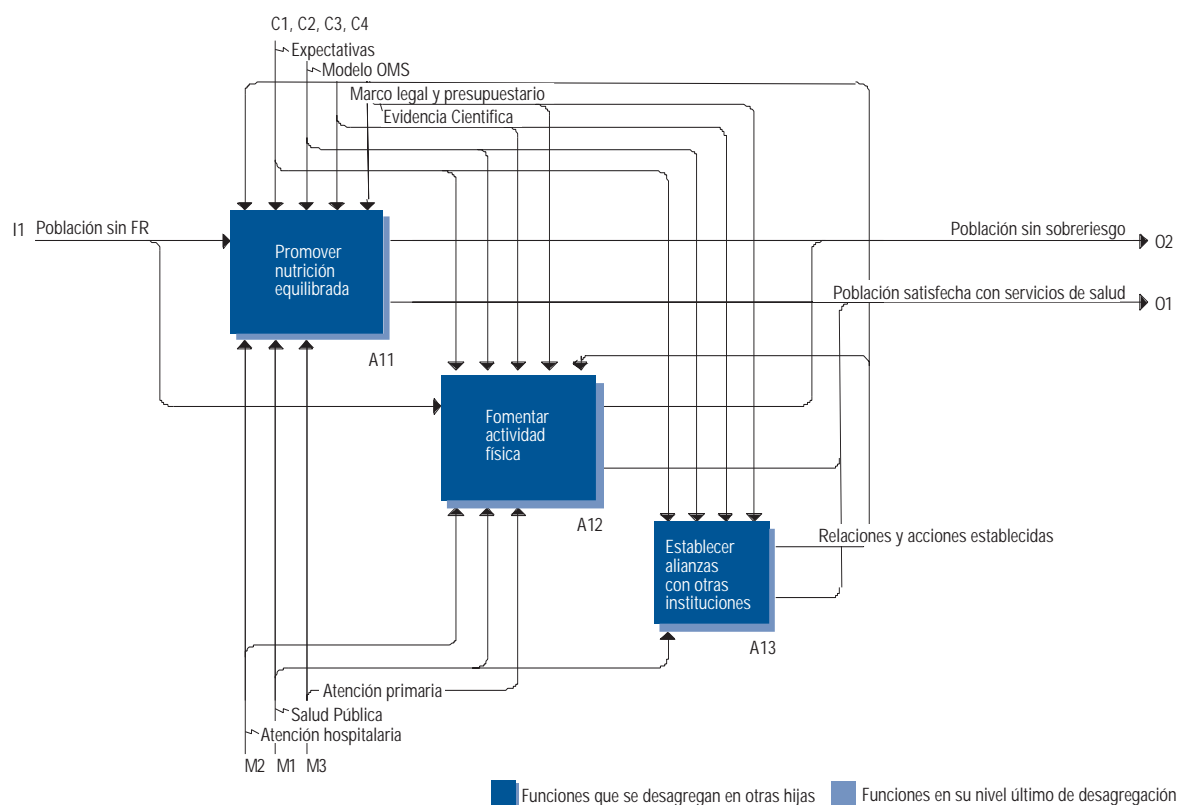 C1, C2, C3, C4
Expectativas
Modelo OMS
Marco legal y presupuestario
Evidencia Cientifica
I1 Población sin FR
Promover
nutrición
equilibrada
A11
Población sin sobreriesgo
O2
Población satisfecha con servicios de salud
O1
Fomentar
actividad
física
A12
Establecer
alianzas
con otras
instituciones
A13
Relaciones y acciones establecidas
Atención primaria
Salud Pública
Atención hospitalaria
M2 M1 M3
Funciones que se desagregan en otras hijas
Funciones en su nivel último de desagregación